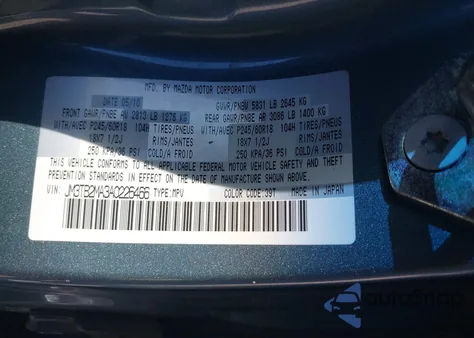 MFD. BY MAZDA MOTOR CORPORATION
DATE 05/10 GVWR/PNBV 5831 LB 2645 KG
FRONT GAWR/PNBE AV 2813 LB 1276 KG REAR GAWR/PNBE AR 3086 LB 1400 KG
WITH/AVEC P245/60R18 104H TIRES/PNEUS WITH/AVEC P245/60R18 104H TIRES/PNEUS
18X7 1/2J RIMS/JANTES 18X7 1/2J RIMS/JANTES
250 KPA/36 PSI COLD/A FROID 250 KPA/36 PSI COLD/A FROID
THIS VEHICLE CONFORMS TO ALL APPLICABLE FEDERAL MOTOR VEHICLE SAFETY AND THEFT
PREVENTION STANDARDS IN EFFECT ON THE DATE OF MANUFACTURE SHOWN ABOVE.
VIN: JM3TB2MA3A0226466 TYPE:MPV COLOR:39T MADE IN JAPAN
autoSnap